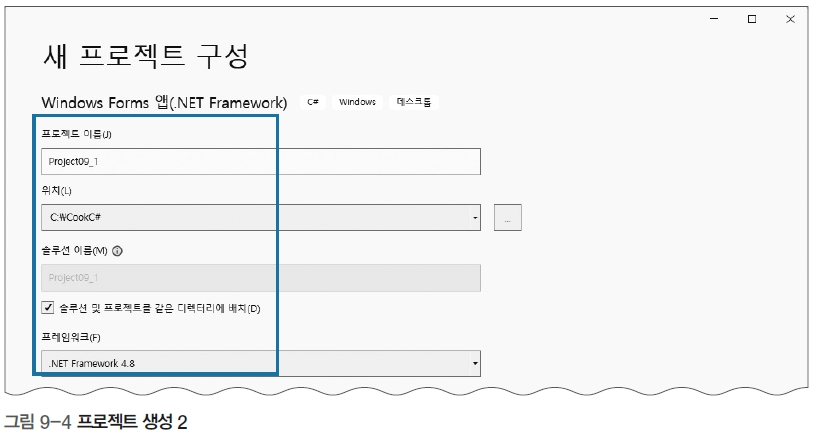 새 프로젝트 구성
Windows Forms 앱(.NET Framework) C# Windows 데스크톱
프로젝트 이름(J)
Project09_1
위치(L)
C:\CookC#
...
솔루션 이름(M)
Project09_1
솔루션 및 프로젝트를 같은 디렉터리에 배치(D)
프레임워크(F)
.NET Framework 4.8
그림 9-4 프로젝트 생성 2